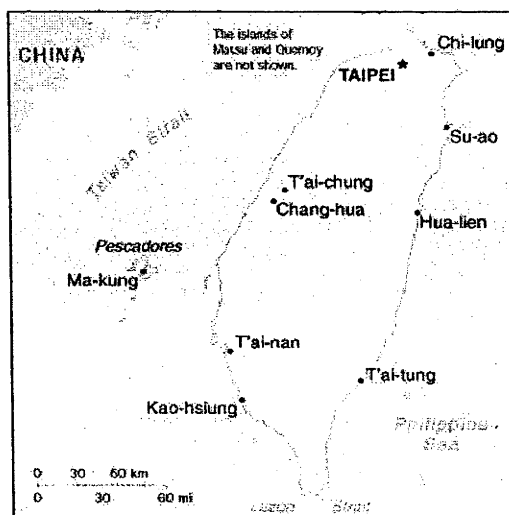 The islands of
Matsu and Quemoy
are not shown.
CHINA
Chi-lung
TAIPEI
Taiwan Strait
Su-ao
T'ai-chung
Chang-hua
Hua-lien
Pescadores
Ma-kung
T'ai-nan
T'ai-tung
Kao-hsiung
Philippine
Sea
0 30 60 km
0 30 60 mi
Luzon Strait